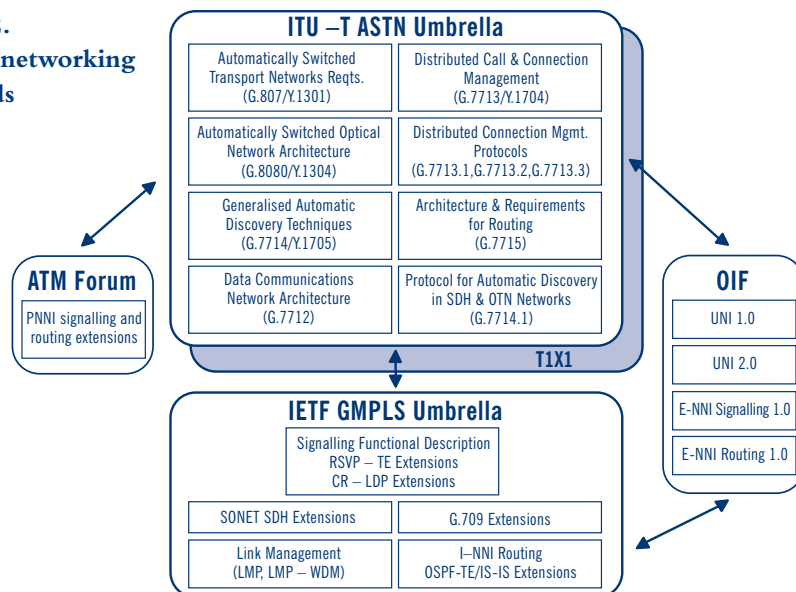 networking
ITU –T ASTN Umbrella
Automatically Switched
Transport Networks Reqts.
(G.807/Y.1301)
Distributed Call & Connection
Management
(G.7713/Y.1704)
Automatically Switched Optical
Network Architecture
(G.8080/Y.1304)
Distributed Connection Mgmt.
Protocols
(G.7713.1,G.7713.2,G.7713.3)
Generalised Automatic
Discovery Techniques
(G.7714/Y.1705)
Architecture & Requirements
for Routing
(G.7715)
Data Communications
Network Architecture
(G.7712)
Protocol for Automatic Discovery
in SDH & OTN Networks
(G.7714.1)
T1X1
ATM Forum
PNNI signalling and
routing extensions
OIF
UNI 1.0
UNI 2.0
E-NNI Signalling 1.0
E-NNI Routing 1.0
IETF GMPLS Umbrella
Signalling Functional Description
RSVP – TE Extensions
CR – LDP Extensions
SONET SDH Extensions
G.709 Extensions
Link Management
(LMP, LMP – WDM)
I–NNI Routing
OSPF-TE/IS-IS Extensions